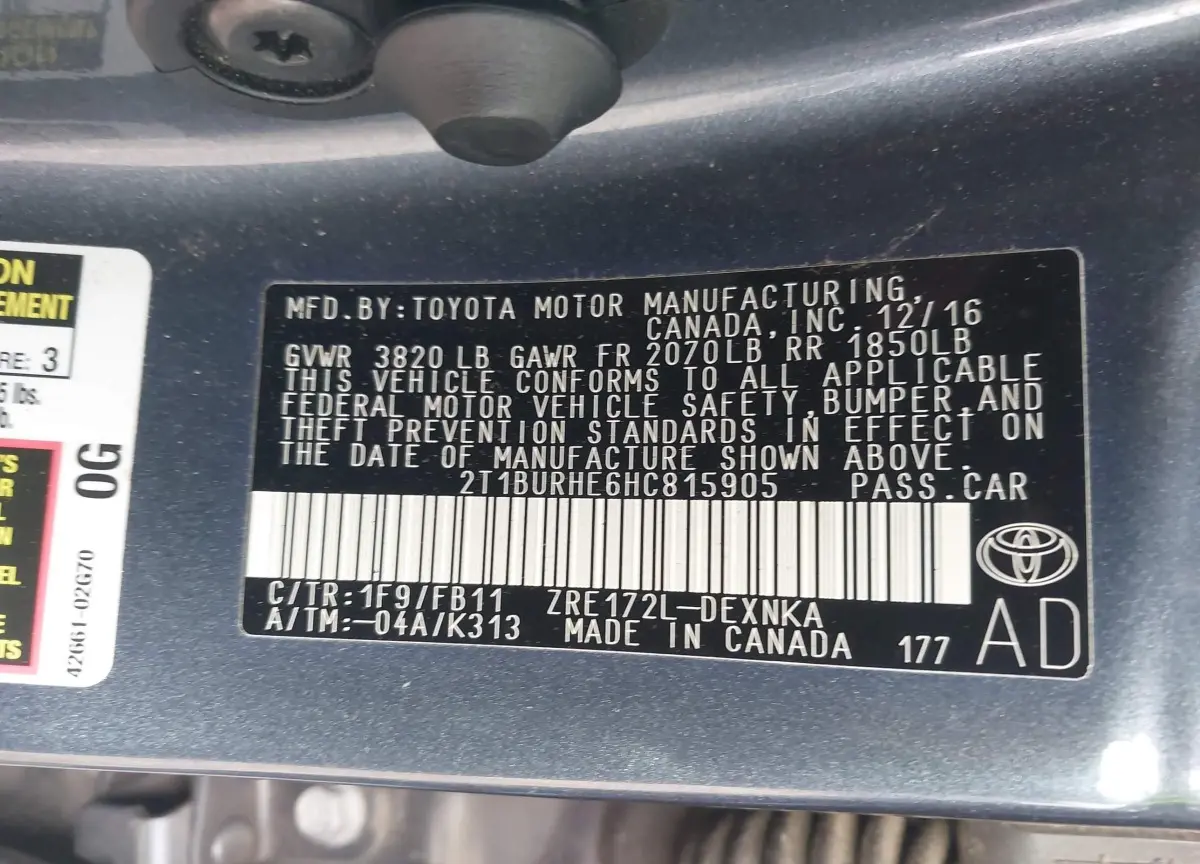 MFD.BY:TOYOTA MOTOR MANUFACTURING,
CANADA,INC. 12/16
GVWR 3820 LB GAWR FR 2070LB RR 1850LB
THIS VEHICLE CONFORMS TO ALL APPLICABLE
FEDERAL MOTOR VEHICLE SAFETY,BUMPER,AND
THEFT PREVENTION STANDARDS IN EFFECT ON
THE DATE OF MANUFACTURE SHOWN ABOVE.
2T1BURHE6HC815905 PASS.CAR
C/TR:1F9/FB11 ZRE172L-DEXNKA
A/TM:-04A/K313 MADE IN CANADA 177 AD
RE: 3
lbs.
0G
42661-02G70